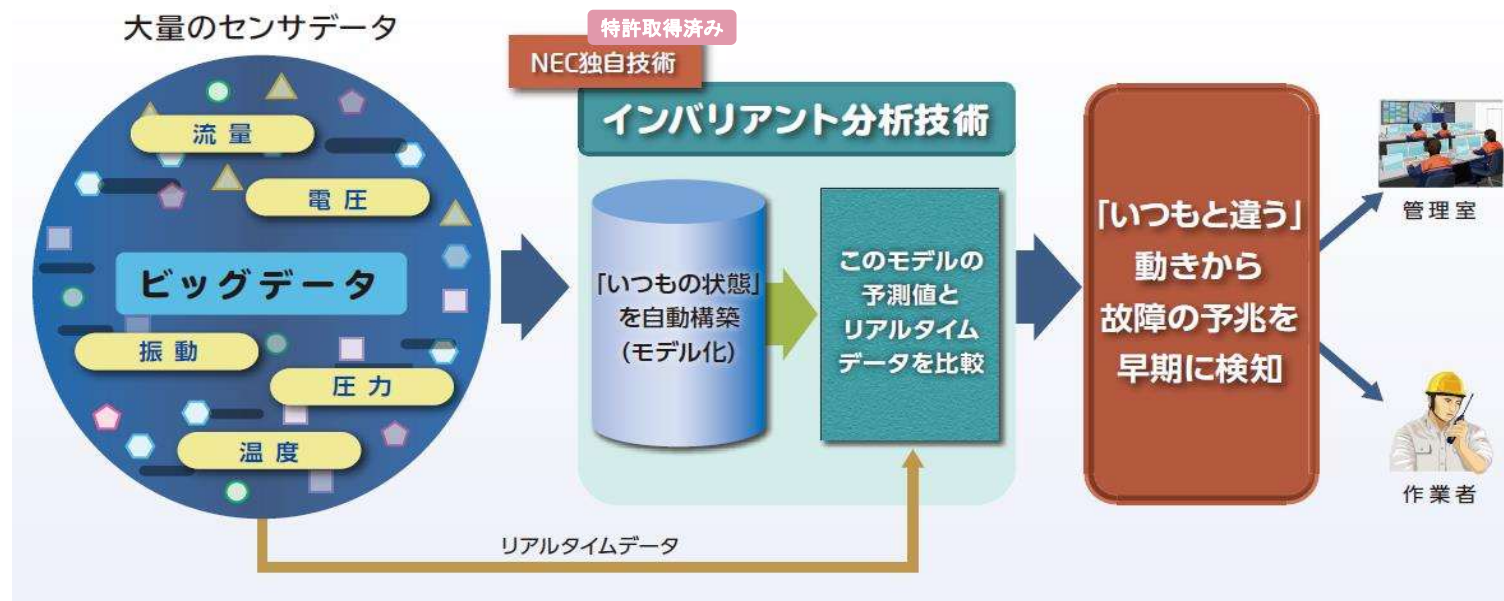 大量のセンサデータ
流量
電圧
ビッグデータ
振動
圧力
温度
特許取得済み
NEC独自技術
インバリアント分析技術
「いつもの状態」
を自動構築
(モデル化)
このモデルの
予測値と
リアルタイム
データを比較
リアルタイムデータ
「いつもと違う」
動きから
故障の予兆を
早期に検知
管理室
作業者